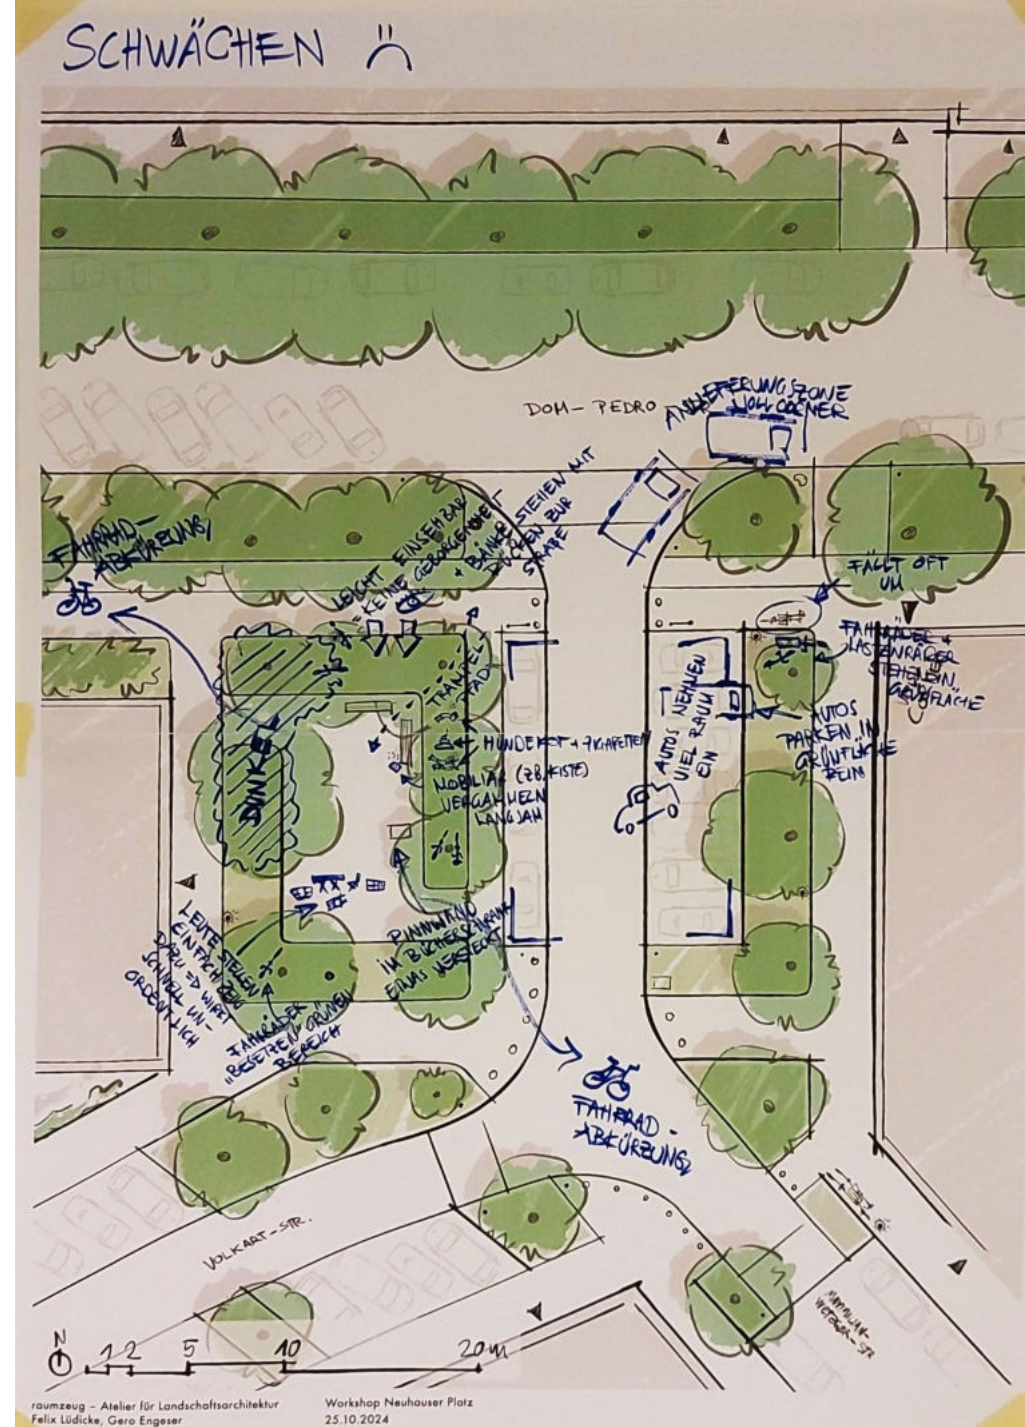 SCHWÄCHEN
DOM-PEDRO
ANLIEFERUNGSZONE
VOLLCORNER
FAHRRAD-
ABKÜRZUNG
LEICHT EINSEHBAR
"KEINE GEBORGENHEIT
+ BÄNKE STEHEN MIT
RÜCKEN ZUR
STRAßE
FÄLLT OFT
UM
FAHRRÄDER +
LASTENRÄDER
STEHEN IN
GRÜNFLÄCHE
TRAMPEL
PFAD
DUNKEL
AUTOS NEHMEN
VIEL RAUM
EIN
AUTOS
PARKEN IN
GRÜNFLÄCHE
REIN
HUNDEKOT + ZIGARETTEN
MOBILIAR (ZB. KISTE)
VERGAMMELN
LANGSAM
PINNWAND
IM BÜCHERSCHRANK
ETWAS VERSTECKT
LEUTE STELLEN
EINFACH ZEUG
DAZU => WIRKT
SCHNELL UN-
ORDENTLICH
FAHRRÄDER
"BESETZEN" GRÜNEN
BEREICH
FAHRRAD-
ABKÜRZUNG
VOLKART-STR.
N
1 2 5 10 20 m
raumzeug – Atelier für Landschaftsarchitektur
Felix Lüdicke, Gero Engeser
Workshop Neuhauser Platz
25.10.2024